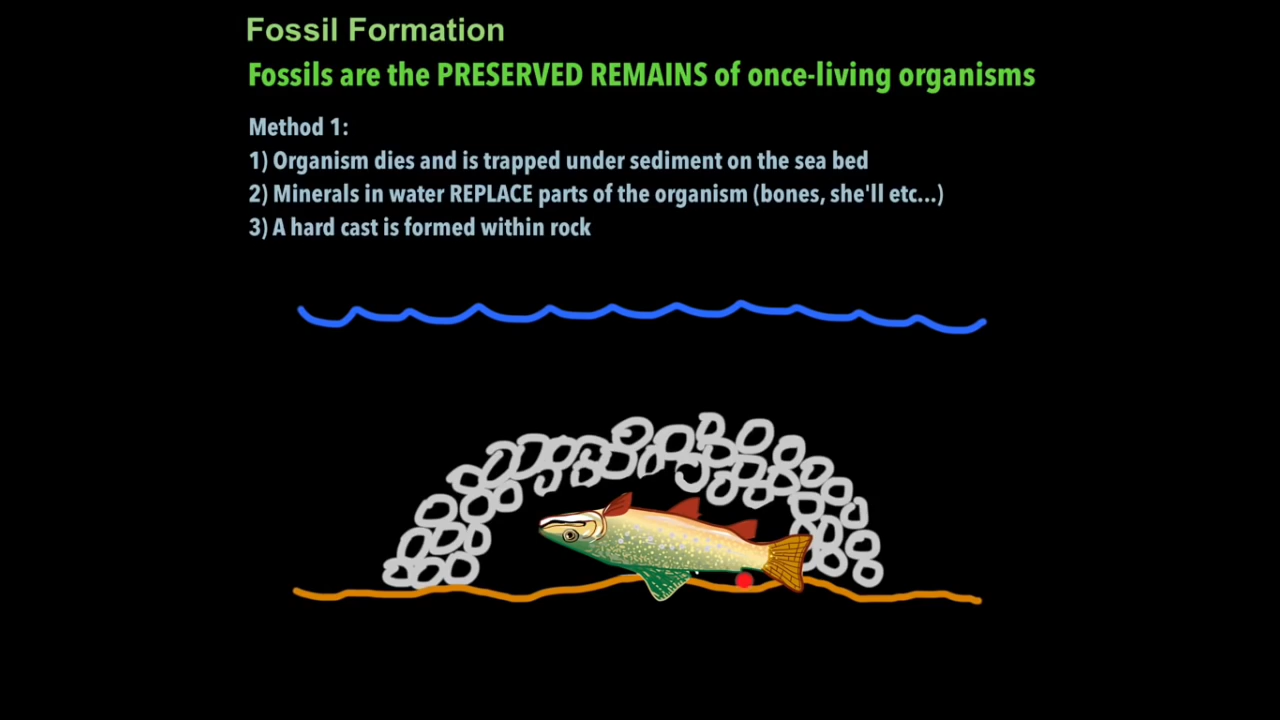 Fossil Formation
Fossils are the PRESERVED REMAINS of once-living organisms
Method 1:
1) Organism dies and is trapped under sediment on the sea bed
2) Minerals in water REPLACE parts of the organism (bones, she'll etc...)
3) A hard cast is formed within rock